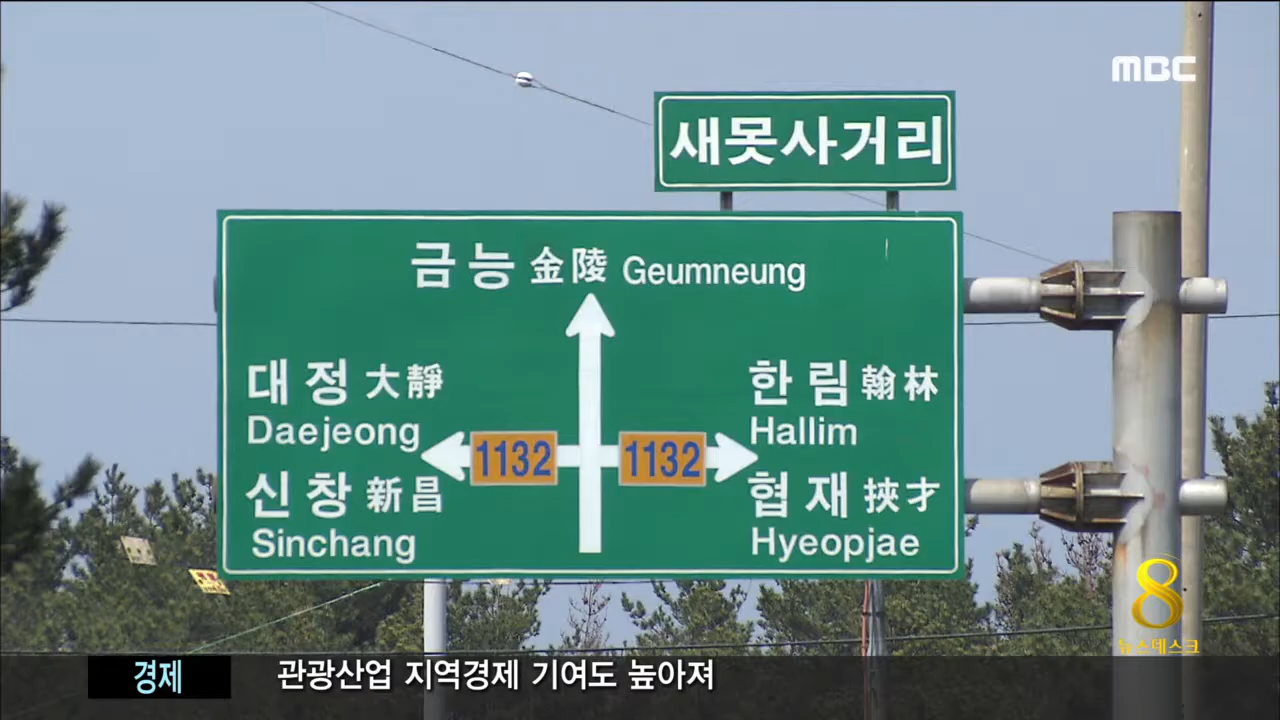 MBC
새못사거리
금능 金陵 Geumneung
대정 大靜
Daejeong
신창 新昌
Sinchang
1132
1132
한림 翰林
Hallim
협재 挾才
Hyeopjae
8
뉴스데스크
경제
관광산업 지역경제 기여도 높아져